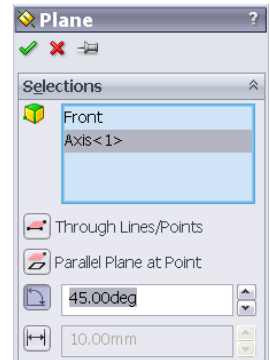 Plane ?
Selections
Front
Axis<1>
Through Lines/Points
Parallel Plane at Point
45.00deg
10.00mm